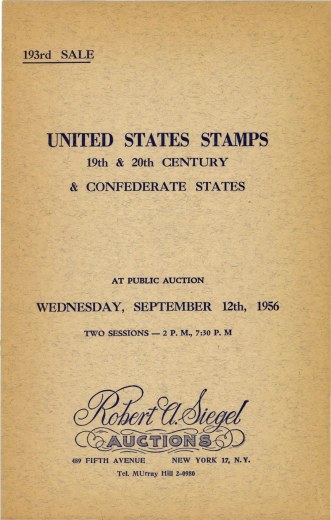 193rd SALE
UNITED STATES STAMPS
19th & 20th CENTURY
& CONFEDERATE STATES
AT PUBLIC AUCTION
WEDNESDAY, SEPTEMBER 12th, 1956
TWO SESSIONS — 2 P. M., 7:30 P. M
Robert A. Siegel
AUCTIONS
489 FIFTH AVENUE NEW YORK 17, N. Y.
Tel. MUrray Hill 2-0988